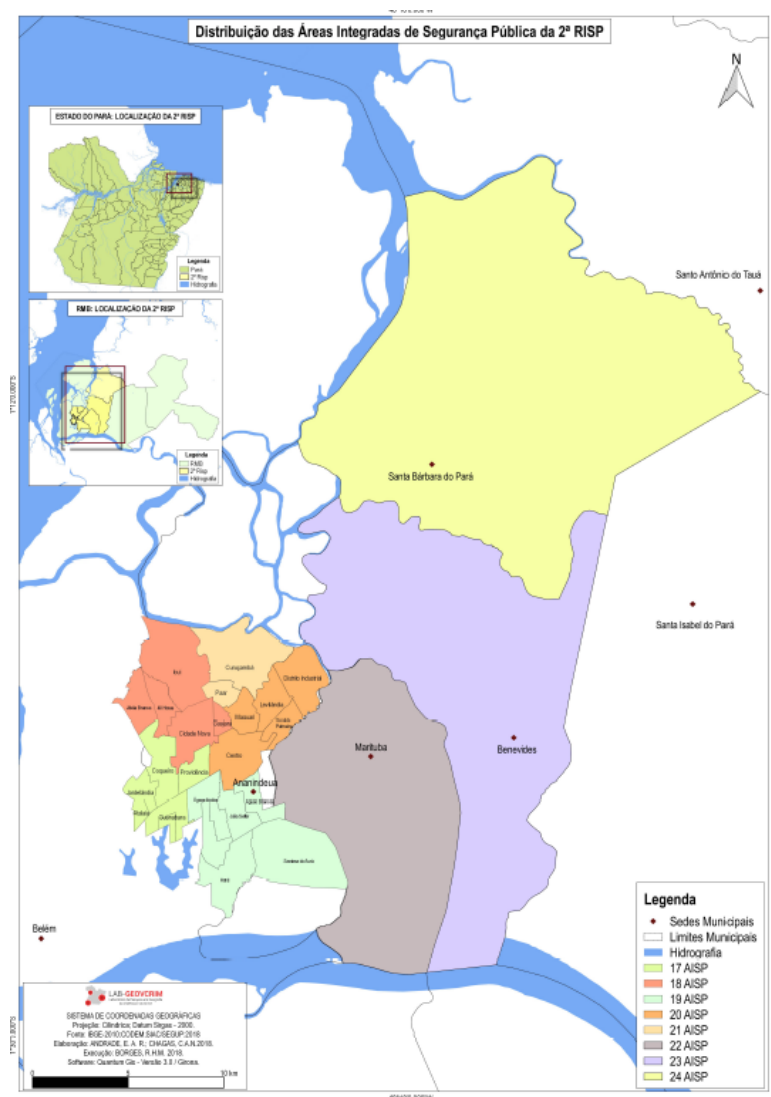 Distribuição das Áreas Integradas de Segurança Pública da 2ª RISP
N
ESTADO DO PARÁ: LOCALIZAÇÃO DA 2ª RISP
Legenda
Pará
2ª Risp
Hidrografia
RMB: LOCALIZAÇÃO DA 2ª RISP
Legenda
RMB
2ª Risp
Hidrografia
Santo Antônio do Tauá
Santa Bárbara do Pará
Santa Isabel do Pará
Curuçambá
Distrito Industrial
Icuí
Paar
Maguari
Cidade Nova
Centro
Coqueiro
Providência
Marituba
Benevides
Ananindeua
Jaderlândia
Guanabara
Belém
Legenda
Sedes Municipais
Limites Municipais
Hidrografia
17 AISP
18 AISP
19 AISP
20 AISP
21 AISP
22 AISP
23 AISP
24 AISP
LAB-GEOVCRIM
SISTEMA DE COORDENADAS GEOGRÁFICAS
Projeção: Cilíndrica; Datum Sirgas - 2000.
Fonte: IBGE-2010;CODEM;SIAC/SEGUP:2018
Elaboração: ANDRADE, E. A. R.; CHAGAS, C.A.N.2018.
Execução: BORGES, R.H.M. 2018.
Software: Quantum Gis - Versão 3.0 / Girona.
0 5 10 km